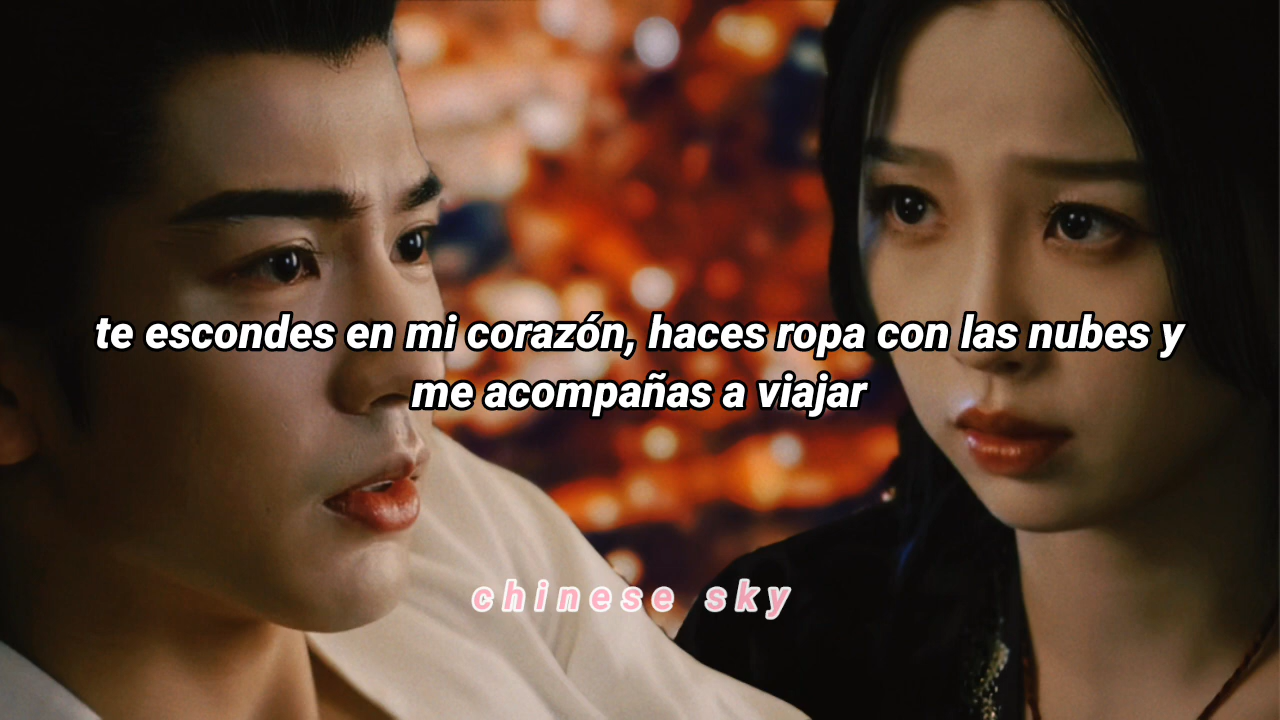 te escondes en mi corazón, haces ropa con las nubes y
me acompañas a viajar
chinese sky